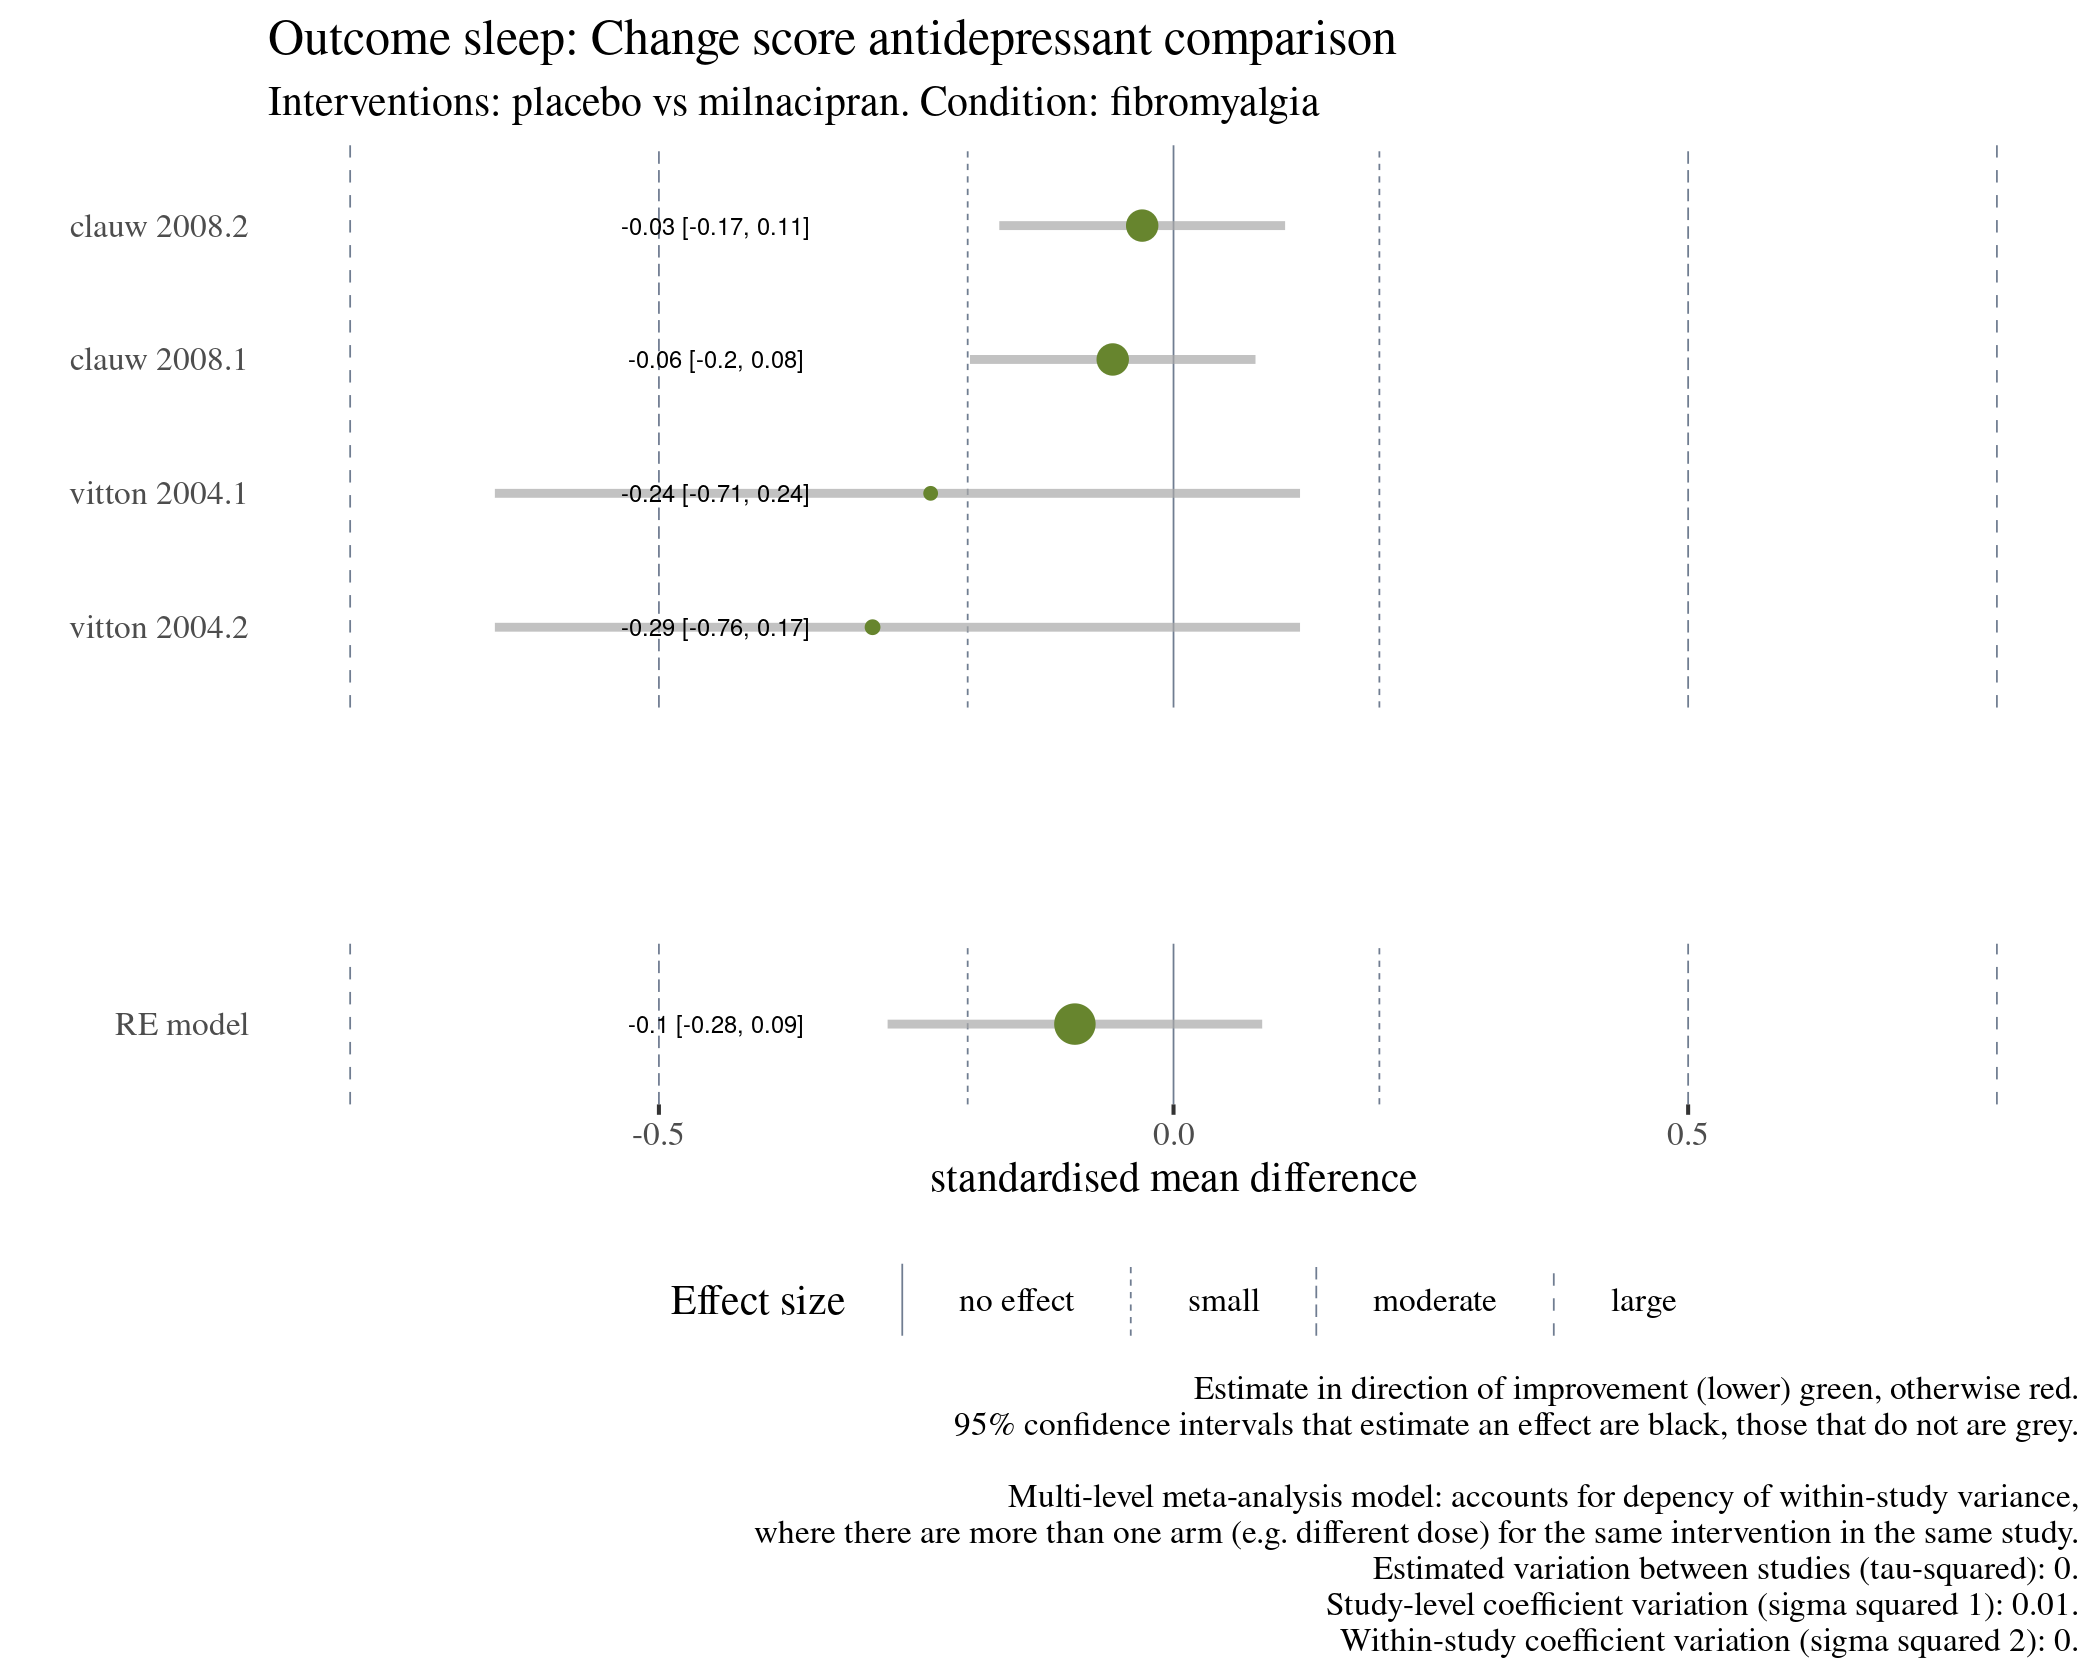 Outcome sleep: Change score antidepressant comparison
Interventions: placebo vs milnacipran. Condition: fibromyalgia
clauw 2008.2 -0.03 [-0.17, 0.11]
clauw 2008.1 -0.06 [-0.2, 0.08]
vitton 2004.1 -0.24 [-0.71, 0.24]
vitton 2004.2 -0.29 [-0.76, 0.17]
RE model -0.1 [-0.28, 0.09]
-0.5 0.0 0.5
standardised mean difference
Effect size no effect small moderate large
Estimate in direction of improvement (lower) green, otherwise red.
95% confidence intervals that estimate an effect are black, those that do not are grey.
Multi-level meta-analysis model: accounts for depency of within-study variance,
where there are more than one arm (e.g. different dose) for the same intervention in the same study.
Estimated variation between studies (tau-squared): 0.
Study-level coefficient variation (sigma squared 1): 0.01.
Within-study coefficient variation (sigma squared 2): 0.